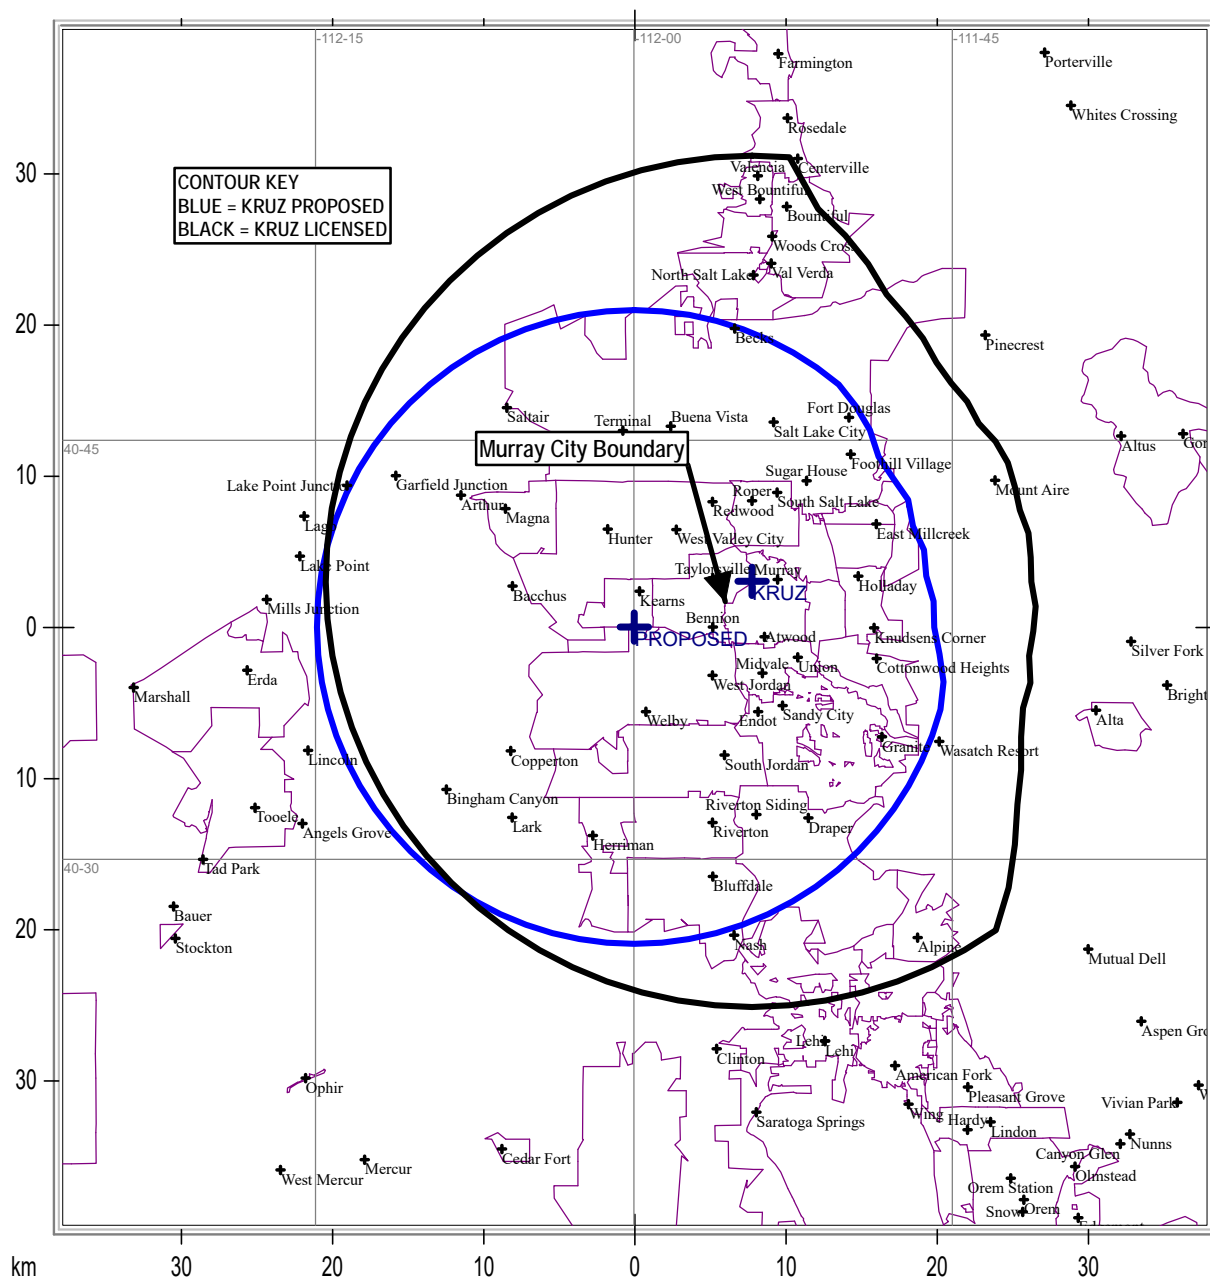 -112-15
-112-00
-111-45
Farmington
Porterville
Whites Crossing
Rosedale
Centerville
Valencia
West Bountiful
Bountiful
Woods Cross
North Salt Lake
Val Verda
CONTOUR KEY
BLUE = KRUZ PROPOSED
BLACK = KRUZ LICENSED
30
20
Becks
Pinecrest
Saltair
Terminal
Buena Vista
Fort Douglas
Salt Lake City
Murray City Boundary
40-45
Altus
Foothill Village
Sugar House
Mount Aire
10
Lake Point Junction
Garfield Junction
Arthur
Magna
Roper
South Salt Lake
Redwood
Lago
Hunter
West Valley City
East Millcreek
Lake Point
Taylorsville
Murray
Holladay
Bacchus
KRUZ
Kearns
Mills Junction
Bennion
0
PROPOSED
Atwood
Knudsens Corner
Silver Fork
Midvale
Union
Cottonwood Heights
Erda
West Jordan
Marshall
Bright
Welby
Endot
Sandy City
Alta
Granite
Wasatch Resort
Lincoln
Copperton
South Jordan
10
Bingham Canyon
Riverton Siding
Tooele
Angels Grove
Lark
Riverton
Draper
Herriman
40-30
Tad Park
Bluffdale
Bauer
20
Stockton
Nash
Alpine
Mutual Dell
Aspen Gro
Clinton
Lehi
Lehi
30
Ophir
American Fork
Pleasant Grove
Vivian Park
Saratoga Springs
Wing
Hardy
Lindon
Nunns
Canyon Glen
Cedar Fort
Mercur
West Mercur
Olmstead
Orem Station
Snow
Orem
km
30
20
10
0
10
20
30